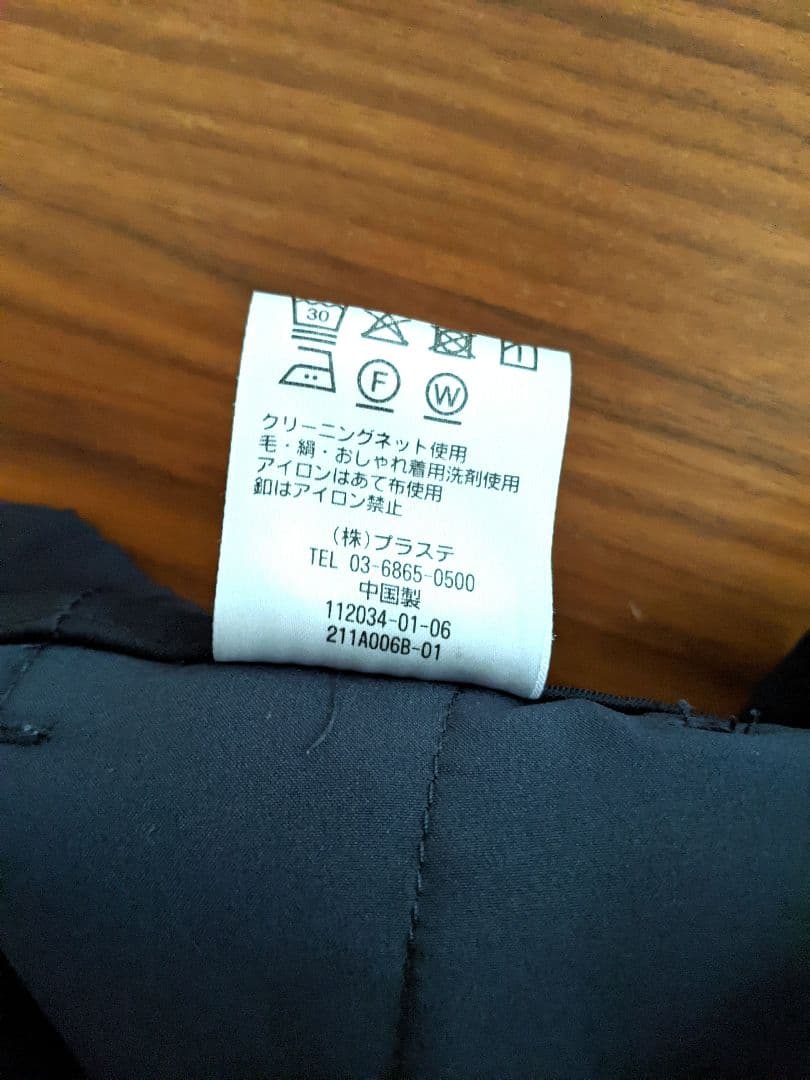 30
F W
クリーニングネット使用
毛・絹・おしゃれ着用洗剤使用
アイロンはあて布使用
釦はアイロン禁止
(株)プラステ
TEL 03-6865-0500
中国製
112034-01-06
211A006B-01